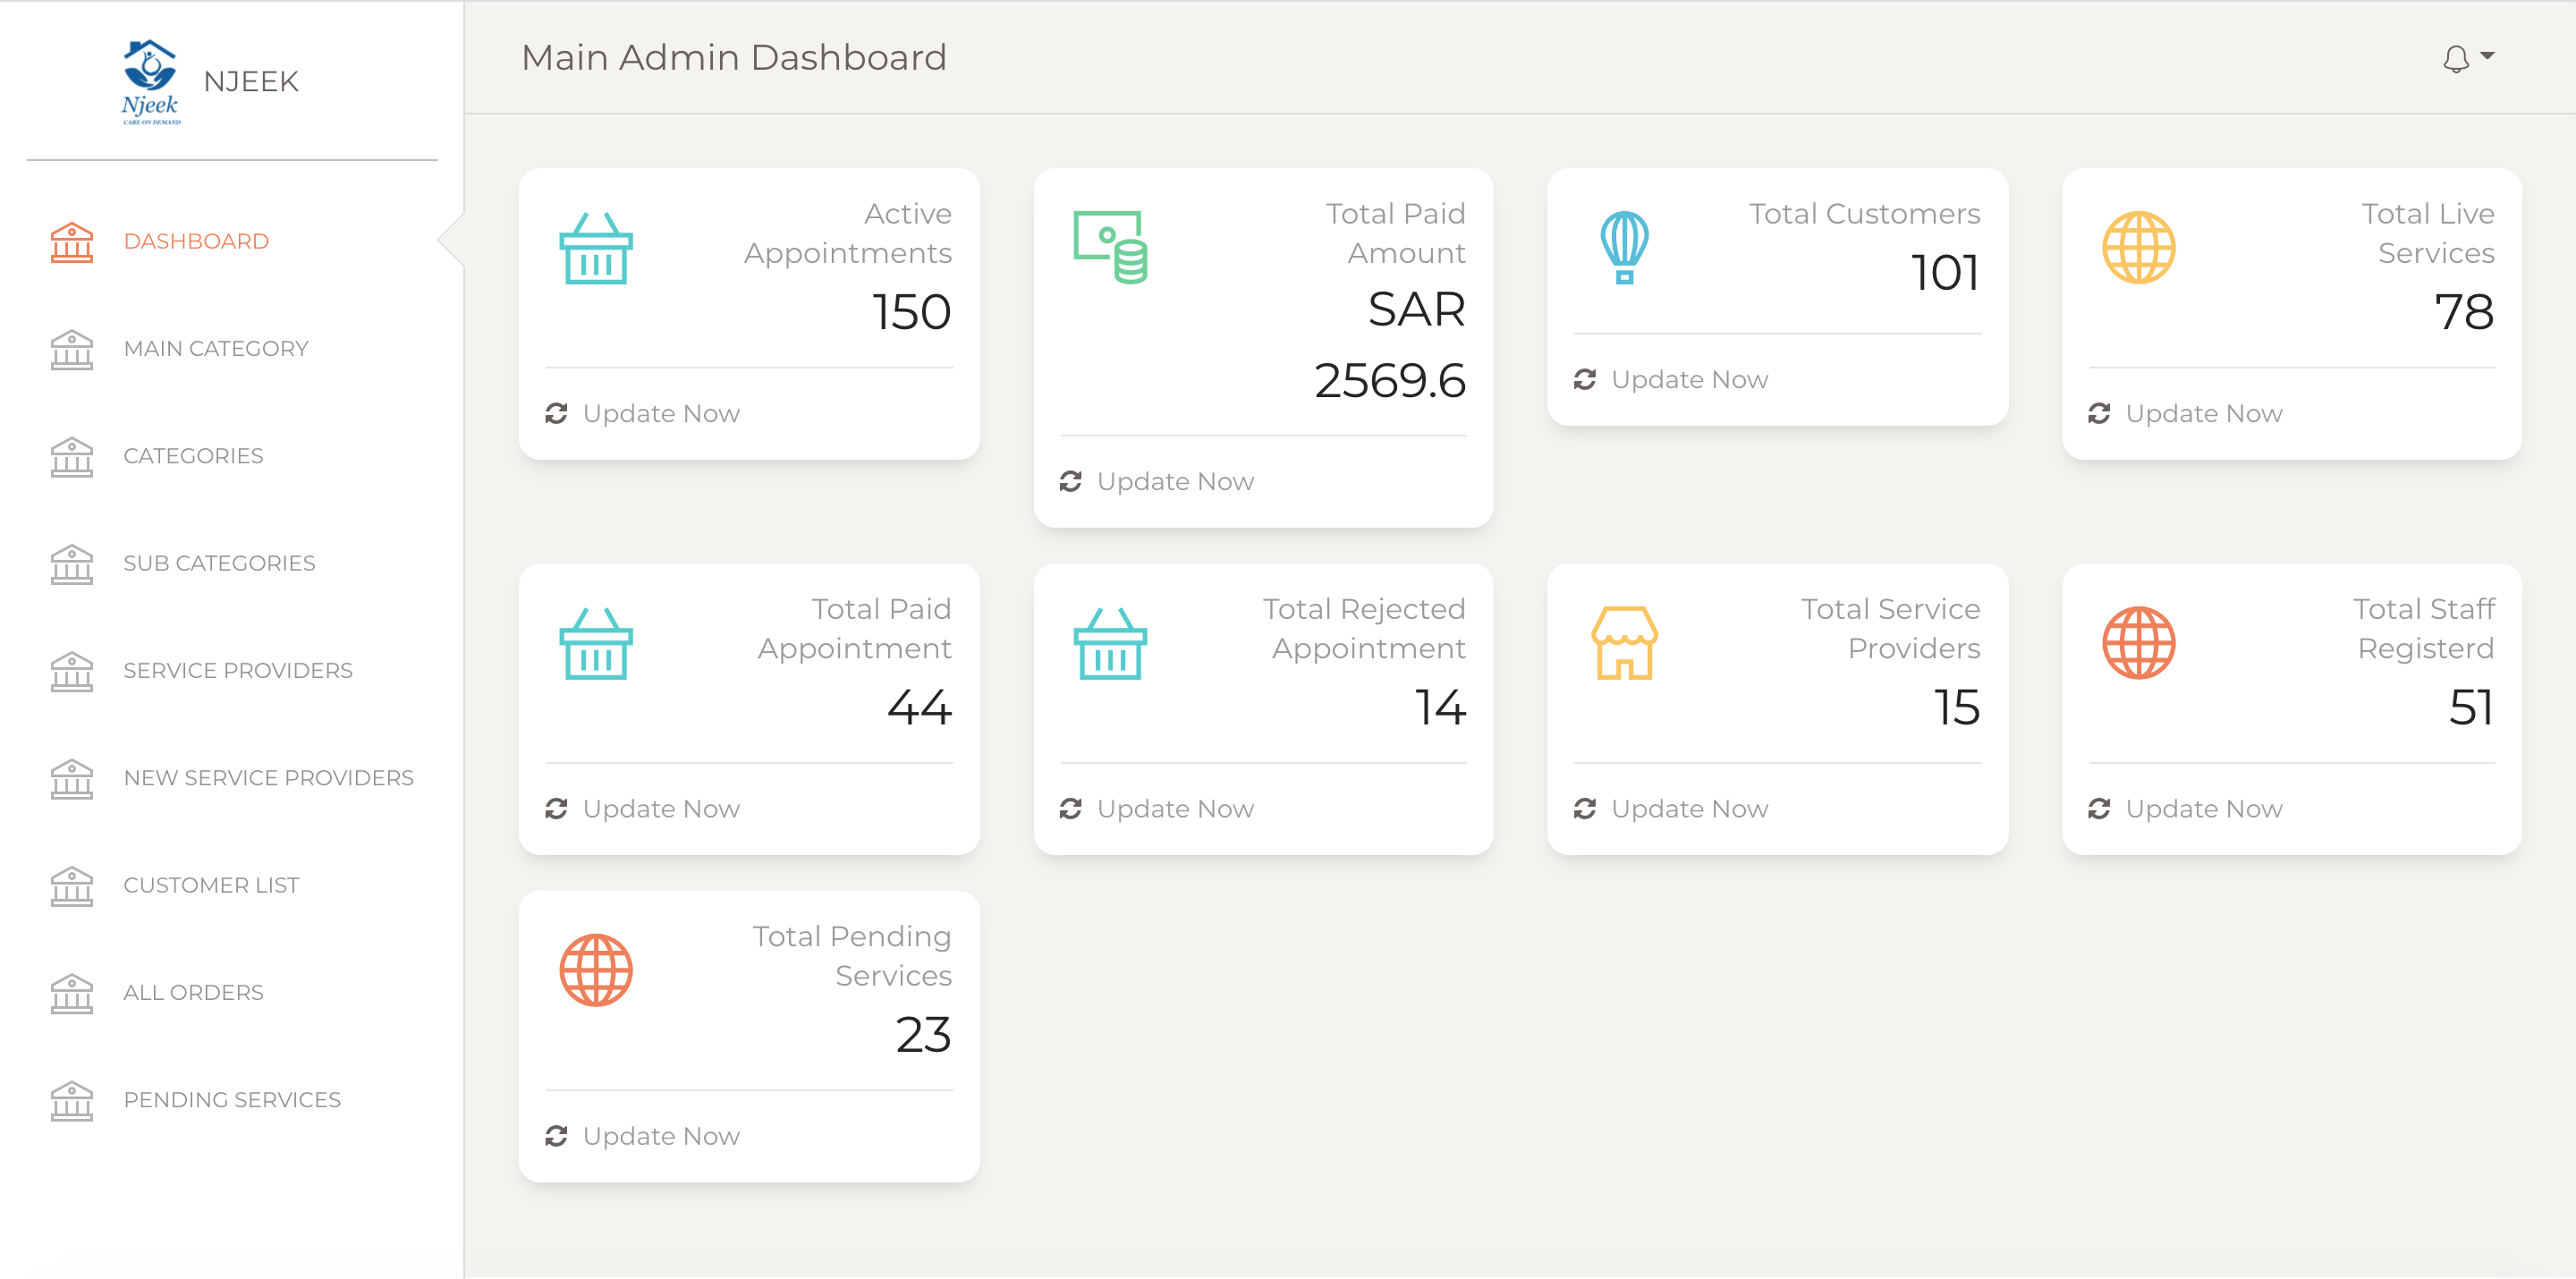 Njeek
CARE ON DEMAND
NJEEK
DASHBOARD
MAIN CATEGORY
CATEGORIES
SUB CATEGORIES
SERVICE PROVIDERS
NEW SERVICE PROVIDERS
CUSTOMER LIST
ALL ORDERS
PENDING SERVICES
Main Admin Dashboard
Active
Appointments
150
Update Now
Total Paid
Amount
SAR
2569.6
Update Now
Total Customers
101
Update Now
Total Live
Services
78
Update Now
Total Paid
Appointment
44
Update Now
Total Rejected
Appointment
14
Update Now
Total Service
Providers
15
Update Now
Total Staff
Registerd
51
Update Now
Total Pending
Services
23
Update Now